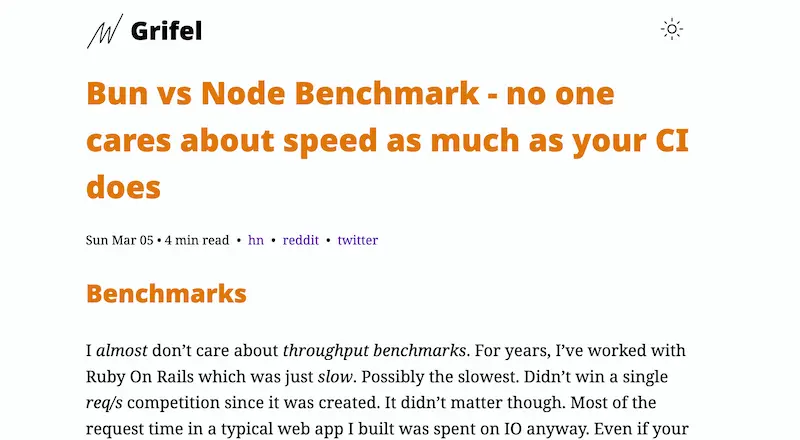 Grifel
Bun vs Node Benchmark - no one
cares about speed as much as your CI
does
Sun Mar 05 • 4 min read • hn • reddit • twitter
Benchmarks
I almost don’t care about throughput benchmarks. For years, I’ve worked with
Ruby On Rails which was just slow. Possibly the slowest. Didn’t win a single
req/s competition since it was created. It didn’t matter though. Most of the
request time in a typical web app I built was spent on IO anyway. Even if your